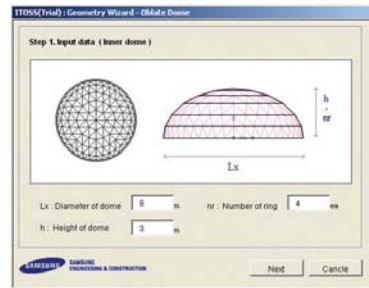 ITOSS(Trial) : Geometry Wizard - Oblate Dome
Step 1. Input data ( Inner dome )
h
nr
Lx
Lx : Diameter of dome 8 m nr : Number of ring 4 ea
h : Height of dome 3 m
SAMSUNG SAMSUNG
ENGINEERING & CONSTRUCTION
Next Cancle